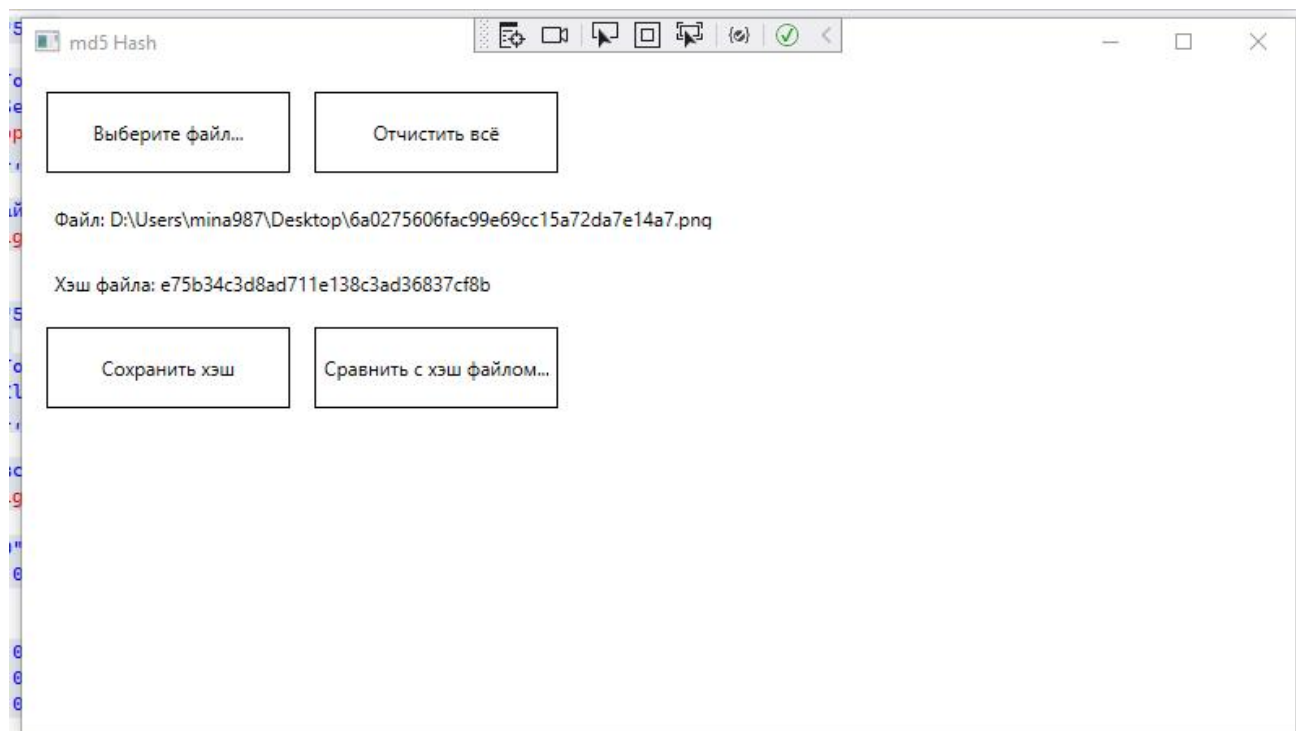 md5 Hash
Выберите файл...
Отчистить всё
Файл: D:\Users\mina987\Desktop\6a0275606fac99e69cc15a72da7e14a7.png
Хэш файла: e75b34c3d8ad711e138c3ad36837cf8b
Сохранить хэш
Сравнить с хэш файлом...